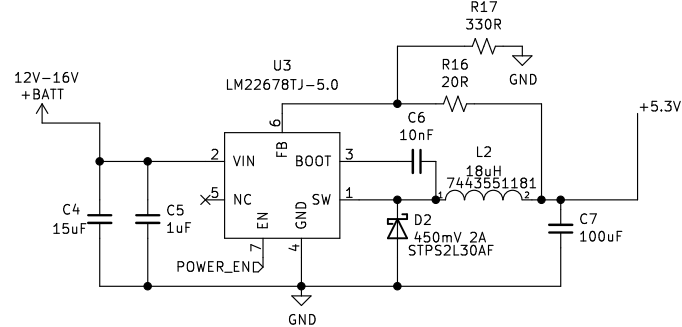 R17
330R
GND
R16
20R
U3
LM22678TJ-5.0
12V-16V
+BATT
C6
10nF
+5.3V
6
FB
2
VIN
BOOT
3
L2
18uH
7443551181
1
2
5
NC
SW
1
EN
GND
7
4
C4
15uF
C5
1uF
D2
450mV 2A
STPS2L30AF
C7
100uF
POWER_EN
GND